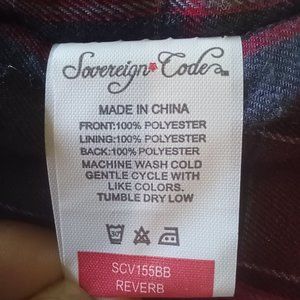 Sovereign Code
MADE IN CHINA
FRONT:100% POLYESTER
LINING:100% POLYESTER
BACK:100% POLYESTER
MACHINE WASH COLD
GENTLE CYCLE WITH
LIKE COLORS.
TUMBLE DRY LOW
30°
SCV155BB
REVERB